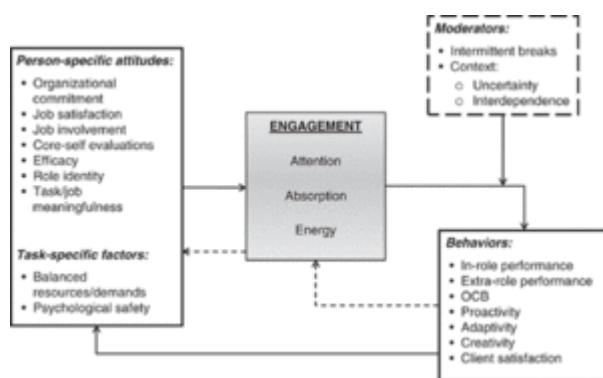 Person-specific attitudes:
• Organizational
commitment
• Job satisfaction
• Job involvement
• Core-self evaluations
• Efficacy
• Role identity
• Task/job
meaningfulness
Task-specific factors:
• Balanced
resources/demands
• Psychological safety
ENGAGEMENT
Attention
Absorption
Energy
Moderators:
• Intermittent breaks
• Context:
○ Uncertainty
○ Interdependence
Behaviors:
• In-role performance
• Extra-role performance
• OCB
• Proactivity
• Adaptivity
• Creativity
• Client satisfaction